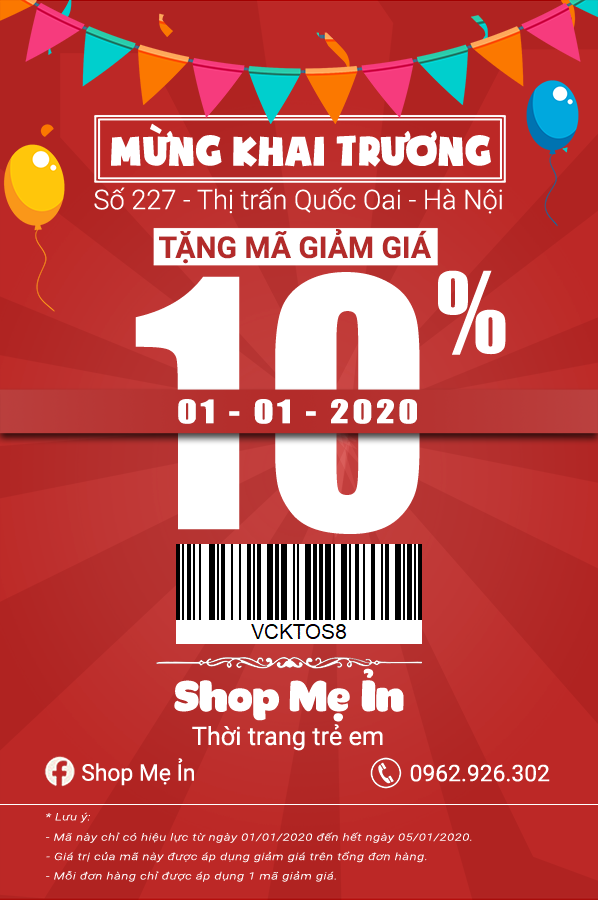 MỪNG KHAI TRƯƠNG
Số 227 - Thị trấn Quốc Oai - Hà Nội
TẶNG MÃ GIẢM GIÁ
10%
01 - 01 - 2020
VCKTOS8
Shop Mẹ Ỉn
Thời trang trẻ em
Shop Mẹ Ỉn
0962.926.302
* Lưu ý:
- Mã này chỉ có hiệu lực từ ngày 01/01/2020 đến hết ngày 05/01/2020.
- Giá trị của mã này được áp dụng giảm giá trên tổng đơn hàng.
- Mỗi đơn hàng chỉ được áp dụng 1 mã giảm giá.